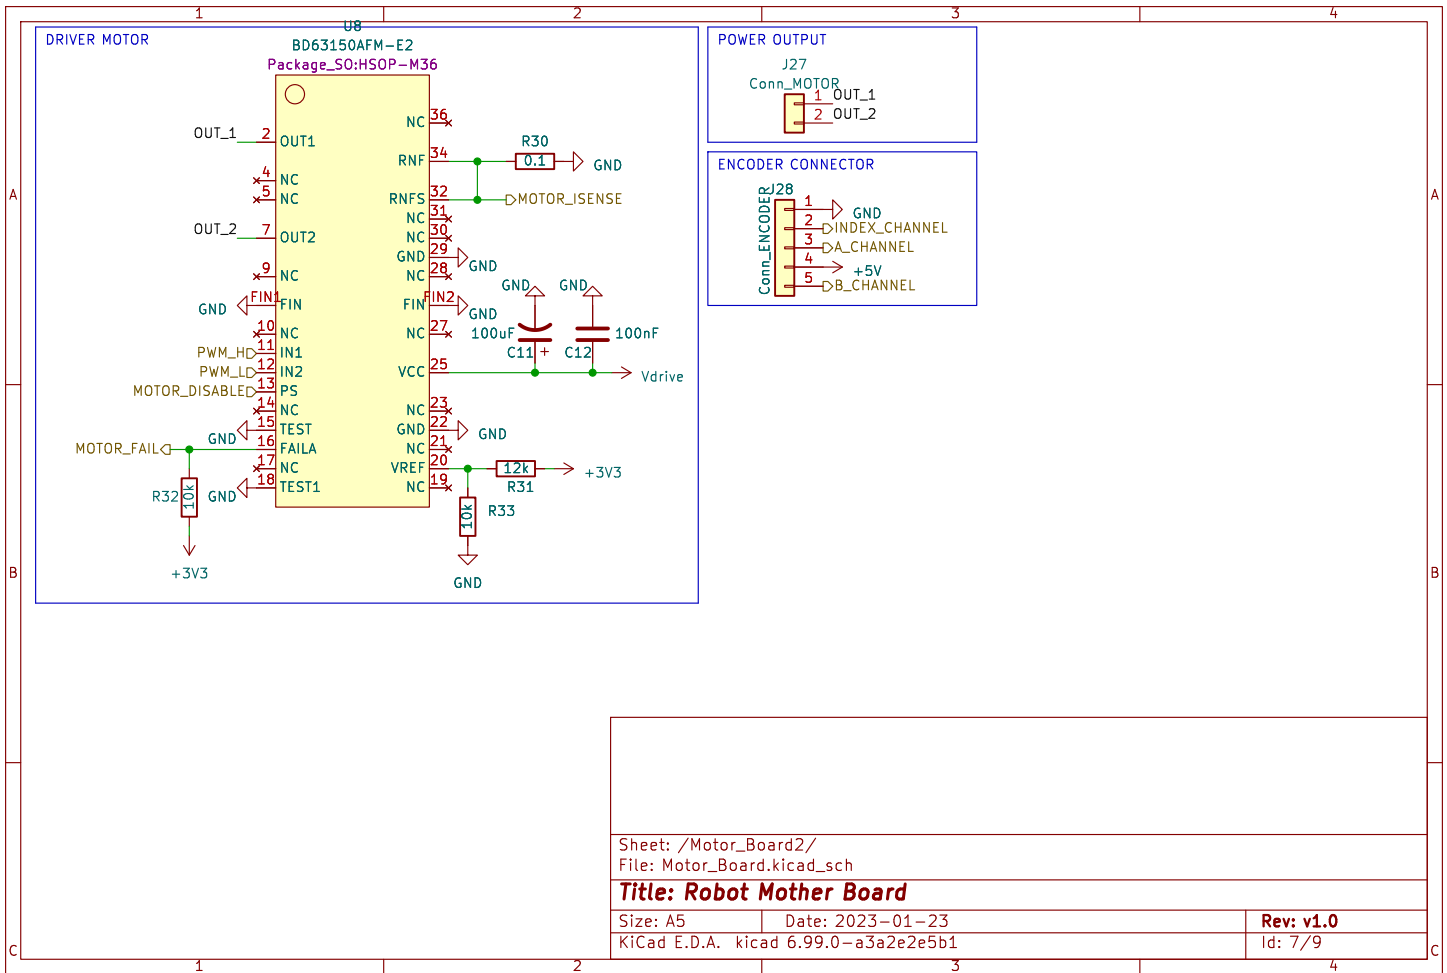 1 2 3 4
DRIVER MOTOR
U8
BD63150AFM-E2
Package_SO:HSOP-M36
OUT_1 2 OUT1
4 NC
5 NC
OUT_2 7 OUT2
9 NC
GND FIN1 FIN
10 NC
PWM_H 11 IN1
PWM_L 12 IN2
MOTOR_DISABLE 13 PS
14 NC
GND 15 TEST
MOTOR_FAIL 16 FAILA
17 NC
GND 18 TEST1
R32 10k
+3V3
NC 36
RNF 34
R30
0.1
GND
RNFS 32 MOTOR_ISENSE
NC 31
NC 30
GND 29 GND
NC 28
FIN FIN2 GND
NC 27
VCC 25
GND GND
100uF 100nF
C11 + C12
Vdrive
NC 23
GND 22 GND
NC 21
VREF 20
12k
R31
+3V3
NC 19
10k R33
GND
POWER OUTPUT
J27
Conn_MOTOR
1 OUT_1
2 OUT_2
ENCODER CONNECTOR
J28
Conn_ENCODER
1 GND
2 INDEX_CHANNEL
3 A_CHANNEL
4 +5V
5 B_CHANNEL
A A
B B
C C
Sheet: /Motor_Board2/
File: Motor_Board.kicad_sch
Title: Robot Mother Board
Size: A5 Date: 2023-01-23 Rev: v1.0
KiCad E.D.A. kicad 6.99.0-a3a2e2e5b1 Id: 7/9
1 2 3 4